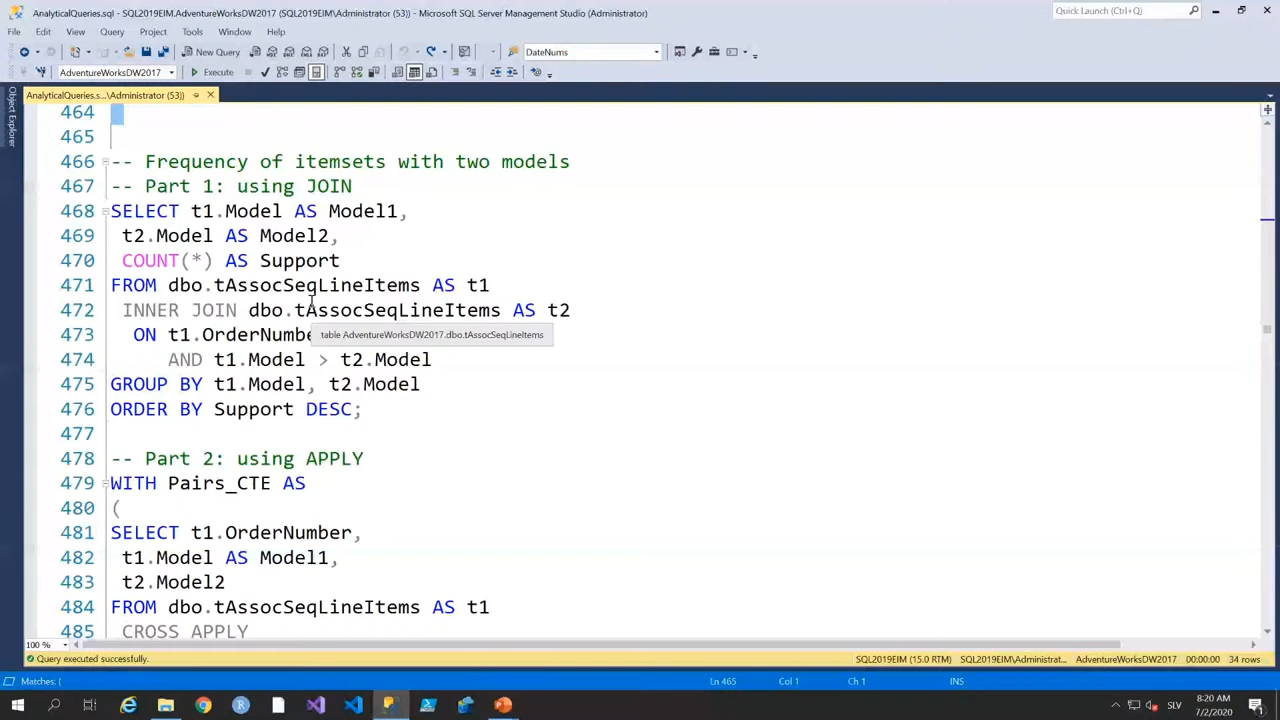 AnalyticalQueries.sql - SQL2019EIM.AdventureWorksDW2017 (SQL2019EIM\Administrator (53)) - Microsoft SQL Server Management Studio (Administrator)
Quick Launch (Ctrl+Q)
File Edit View Query Project Tools Window Help
New Query DateNums
AdventureWorksDW2017 Execute
Object Explorer
AnalyticalQueries.s...\Administrator (53))
464
465
466 -- Frequency of itemsets with two models
467 -- Part 1: using JOIN
468 SELECT t1.Model AS Model1,
469 t2.Model AS Model2,
470 COUNT(*) AS Support
471 FROM dbo.tAssocSeqLineItems AS t1
472 INNER JOIN dbo.tAssocSeqLineItems AS t2
473 ON t1.OrderNumbe
table AdventureWorksDW2017.dbo.tAssocSeqLineItems
474 AND t1.Model > t2.Model
475 GROUP BY t1.Model, t2.Model
476 ORDER BY Support DESC;
477
478 -- Part 2: using APPLY
479 WITH Pairs_CTE AS
480 (
481 SELECT t1.OrderNumber,
482 t1.Model AS Model1,
483 t2.Model2
484 FROM dbo.tAssocSeqLineItems AS t1
485 CROSS APPLY
100 %
Query executed successfully. SQL2019EIM (15.0 RTM) SQL2019EIM\Administrat... AdventureWorksDW2017 00:00:00 34 rows
Matches: ( Ln 465 Col 1 Ch 1 INS
SLV 8:20 AM
7/2/2020